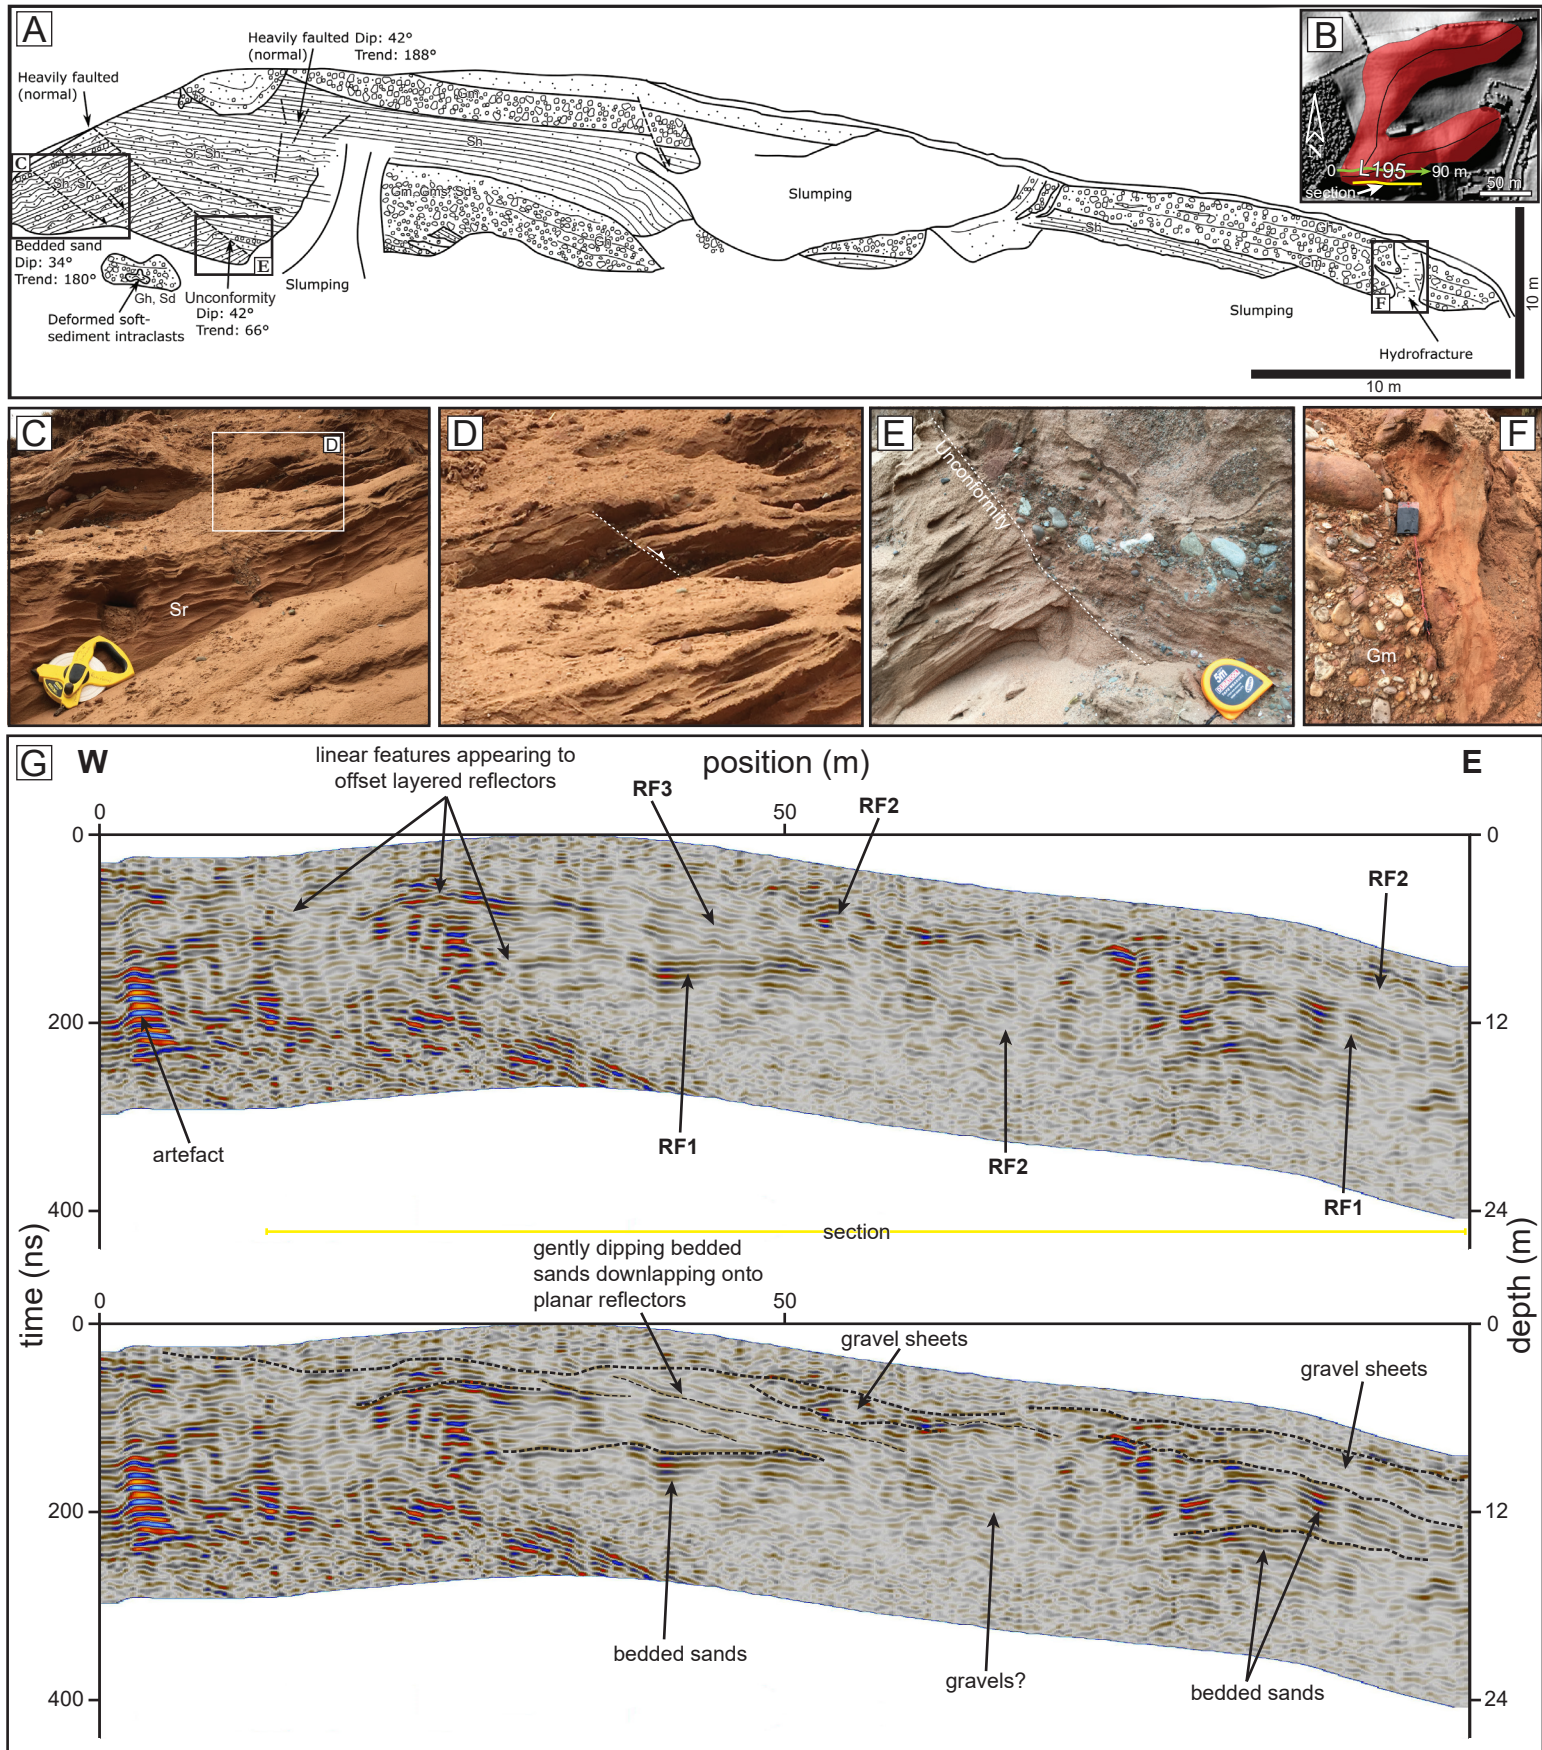 A
Heavily faulted
(normal)
Dip: 42°
Trend: 188°
Heavily faulted
(normal)
Gm
Sh
Sr, Sh
C
Sh, Sr
Gm, Gms, Sd
Gh
Slumping
Sh
Gh
Gm
B
0
L195
90 m
section
50 m
E
F
Bedded sand
Dip: 34°
Trend: 180°
Gh, Sd
Deformed soft-
sediment intraclasts
Unconformity
Dip: 42°
Trend: 66°
Slumping
Slumping
Hydrofracture
10 m
10 m
C
D
Sr
D
E
Unconformity
5m
F
Gm
G
W
linear features appearing to
offset layered reflectors
position (m)
E
RF3
RF2
0
50
0
0
RF2
200
12
artefact
RF1
RF2
RF1
400
24
section
time (ns)
depth (m)
gently dipping bedded
sands downlapping onto
planar reflectors
0
50
0
0
gravel sheets
gravel sheets
200
12
bedded sands
gravels?
bedded sands
400
24